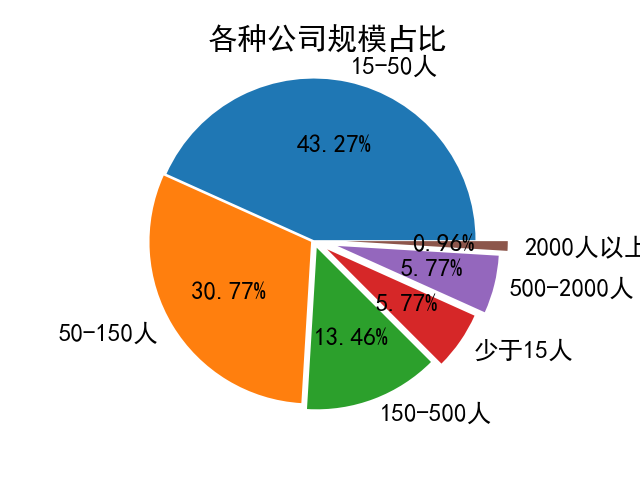 各种公司规模占比
15-50人
43.27%
0.96%
2000人以上
5.77%
500-2000人
30.77%
5.77%
50-150人
13.46%
少于15人
150-500人